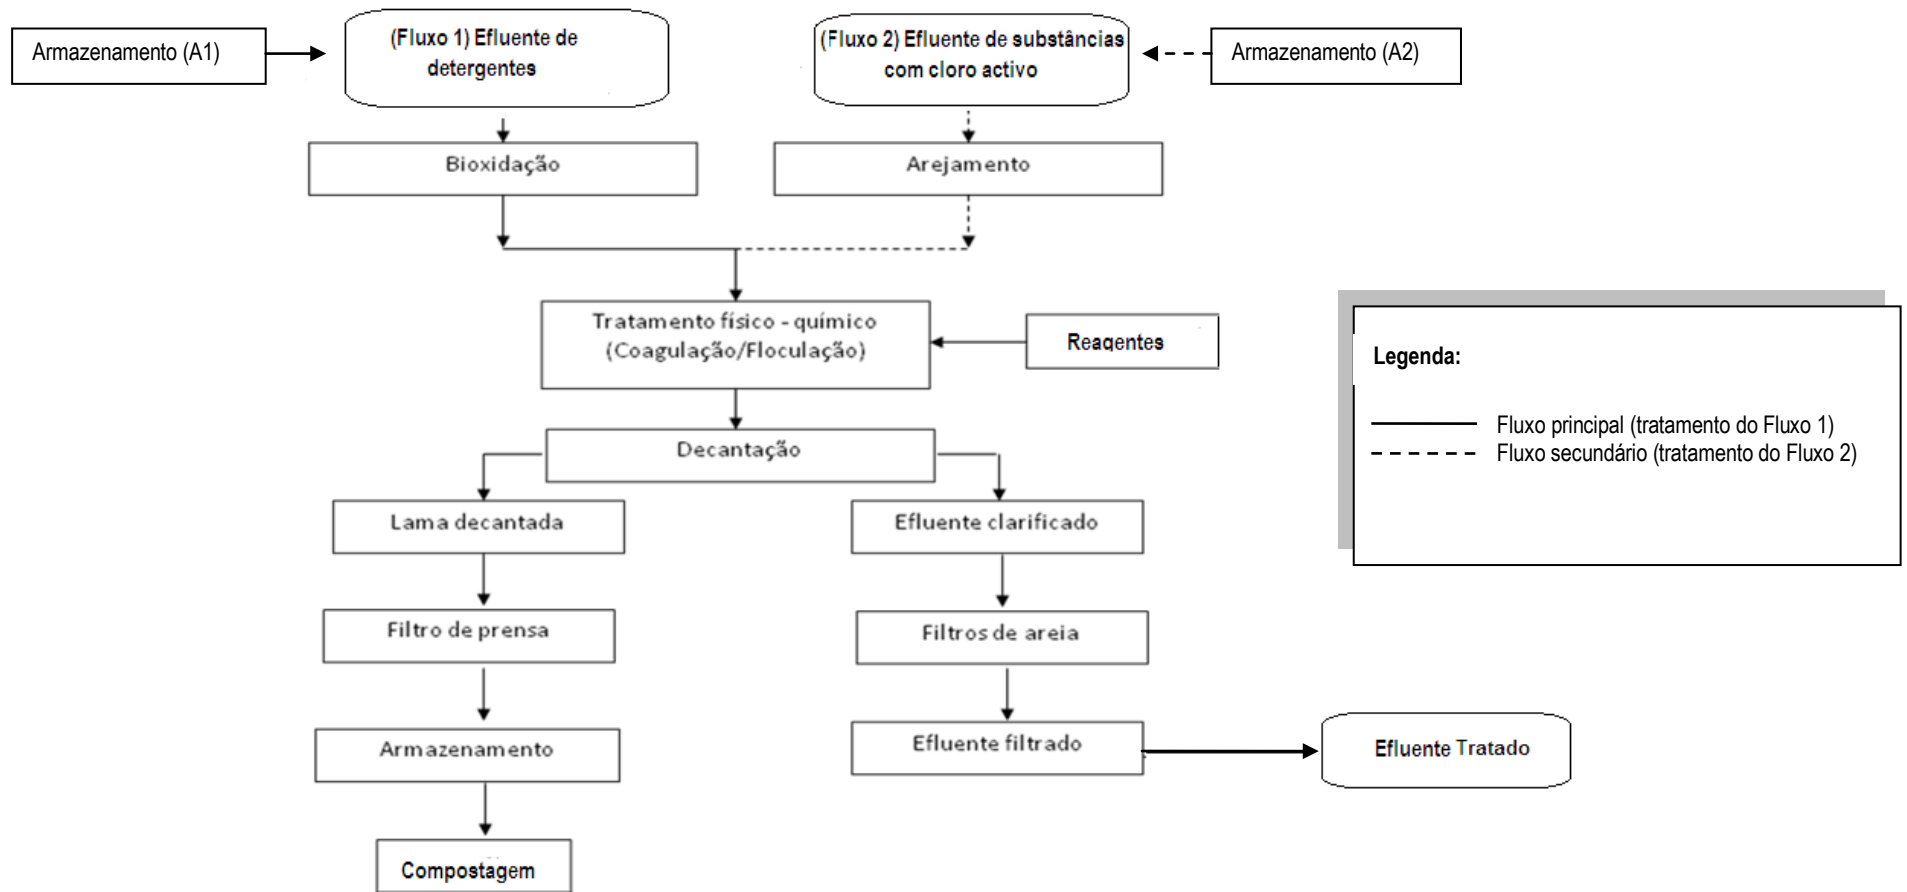 Armazenamento (A1)
(Fluxo 1) Efluente de
detergentes
(Fluxo 2) Efluente de substâncias
com cloro activo
Armazenamento (A2)
Bioxidação
Arejamento
Tratamento físico - químico
(Coagulação/Floculação)
Reagentes
Legenda:
Fluxo principal (tratamento do Fluxo 1)
Fluxo secundário (tratamento do Fluxo 2)
Decantação
Lama decantada
Efluente clarificado
Filtro de prensa
Filtros de areia
Armazenamento
Efluente filtrado
Efluente Tratado
Compostagem